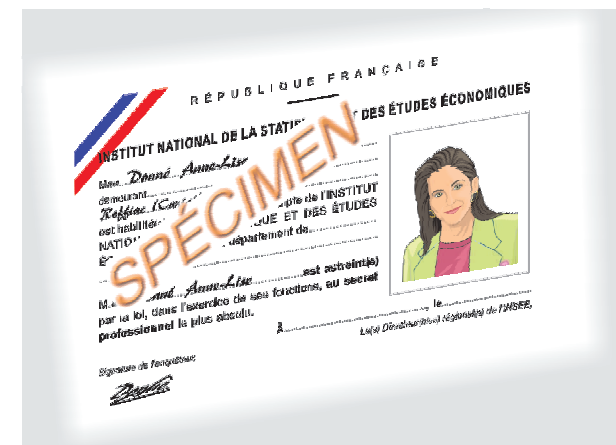 RÉPUBLIQUE FRANÇAISE
INSTITUT NATIONAL DE LA STATI DES ÉTUDES ÉCONOMIQUES
SPÉCIMEN
M Donné Anne-Lise
demeurant
est habilité de l'INSTITUT
NATIO QUE ET DES ÉTUDES
département de
M Anne-Lise est astreint(e)
par la loi, dans l'exercice de ses fonctions, au secret
professionnel le plus absolu.
à le
Le(a) Directeur(trice) régional(e) de l'INSEE,
Signature de l'enquêteur,